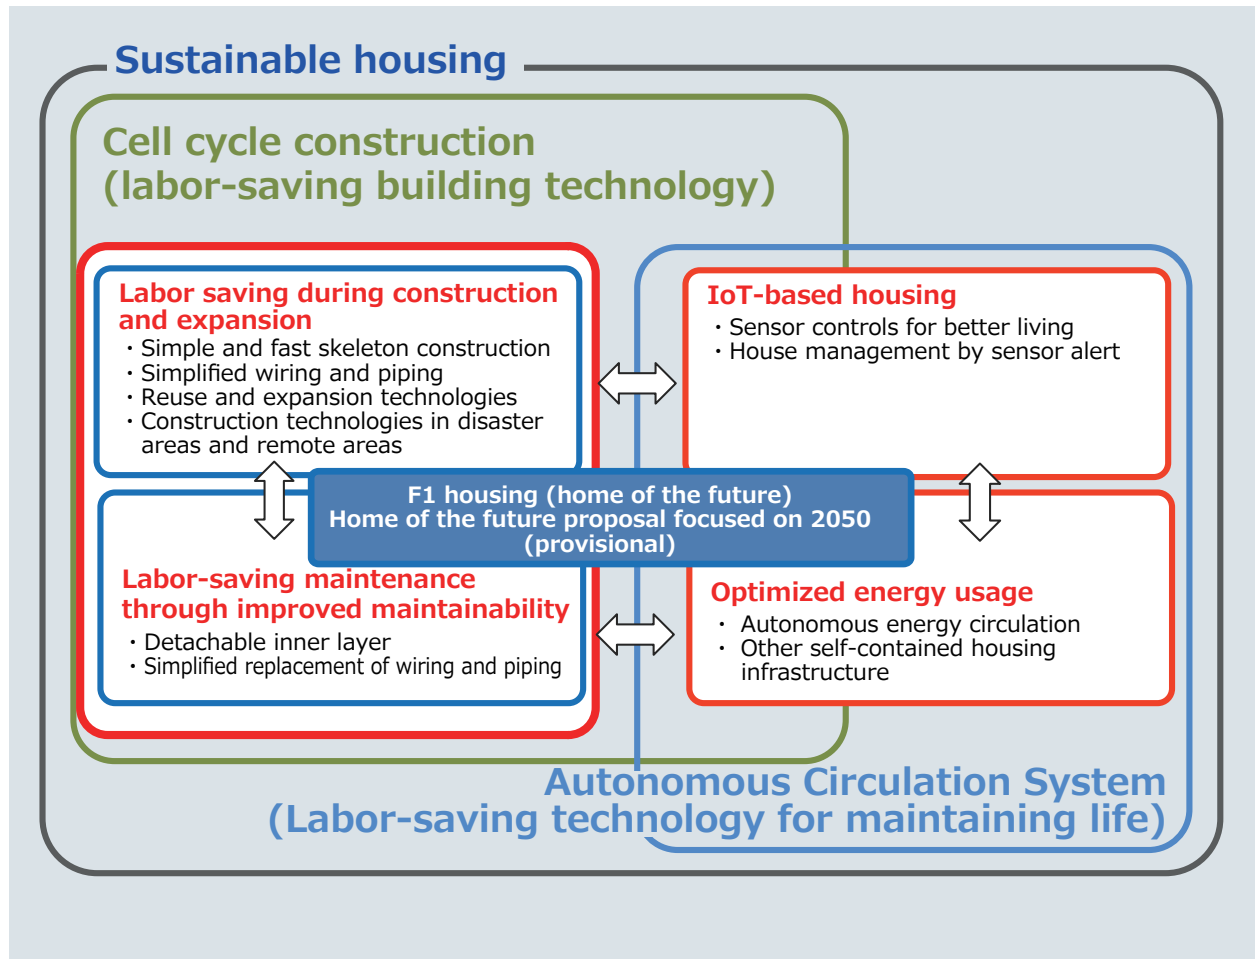 Sustainable housing
Cell cycle construction
(labor-saving building technology)
Labor saving during construction
and expansion
・Simple and fast skeleton construction
・Simplified wiring and piping
・Reuse and expansion technologies
・Construction technologies in disaster
areas and remote areas
IoT-based housing
・Sensor controls for better living
・House management by sensor alert
F1 housing (home of the future)
Home of the future proposal focused on 2050
(provisional)
Labor-saving maintenance
through improved maintainability
・Detachable inner layer
・Simplified replacement of wiring and piping
Optimized energy usage
・ Autonomous energy circulation
・ Other self-contained housing
infrastructure
Autonomous Circulation System
(Labor-saving technology for maintaining life)